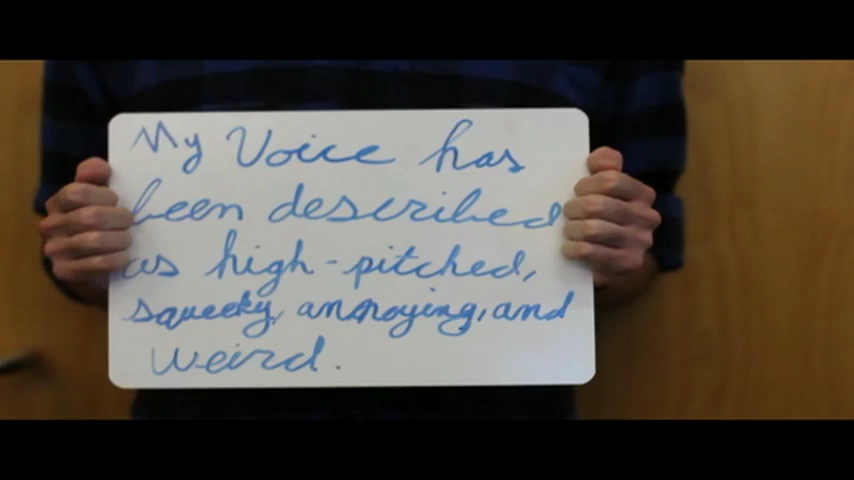 My Voice has
been described
as high-pitched,
squeeky, annoying, and
weird.